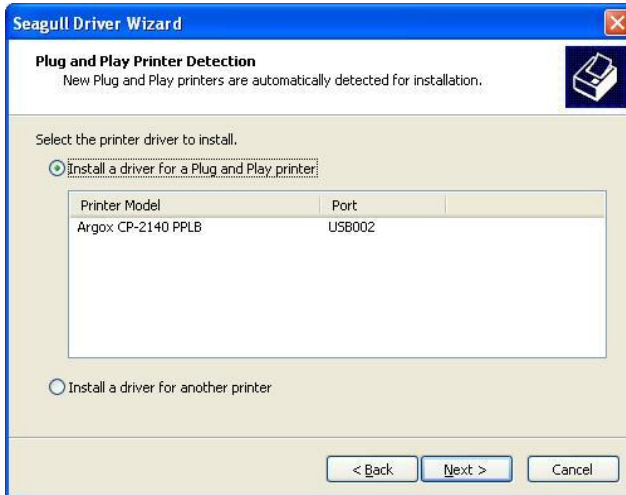 Seagull Driver Wizard
Plug and Play Printer Detection
New Plug and Play printers are automatically detected for installation.
Select the printer driver to install.
Install a driver for a Plug and Play printer
Printer Model Port
Argox CP-2140 PPLB USB002
Install a driver for another printer
< Back Next > Cancel